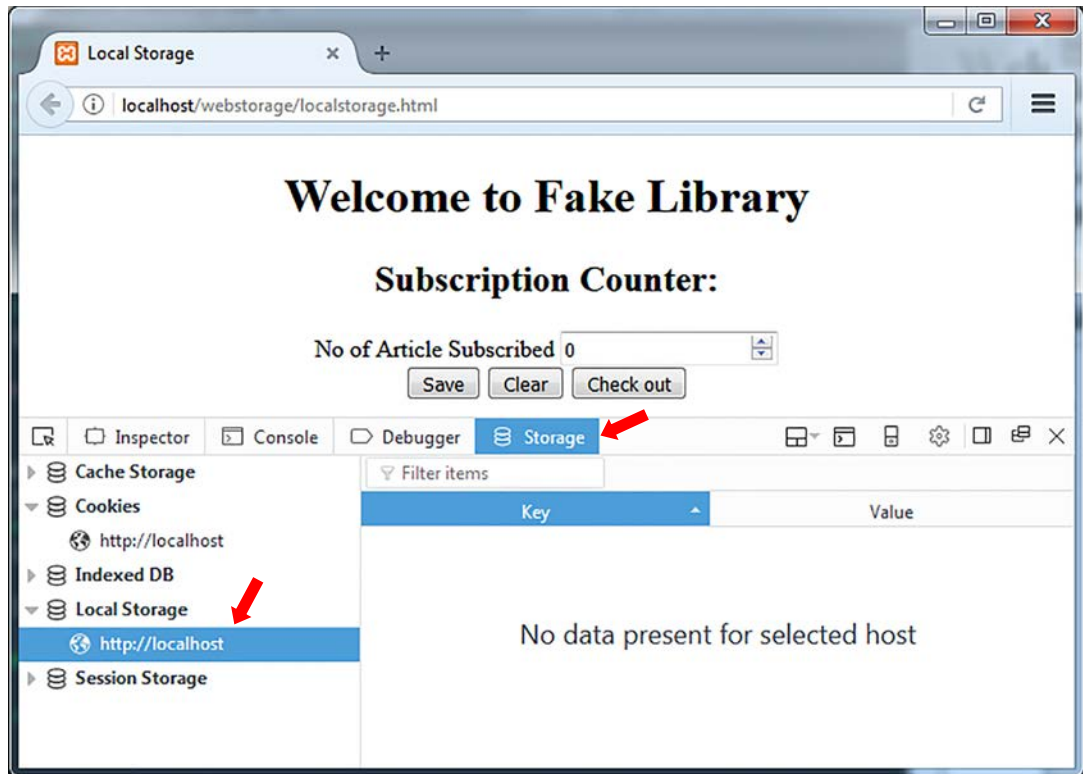 Local Storage
localhost/webstorage/localstorage.html
Welcome to Fake Library
Subscription Counter:
No of Article Subscribed 0
Save Clear Check out
Inspector Console Debugger Storage
Cache Storage
Filter items
Cookies
Key Value
http://localhost
Indexed DB
Local Storage
http://localhost
No data present for selected host
Session Storage